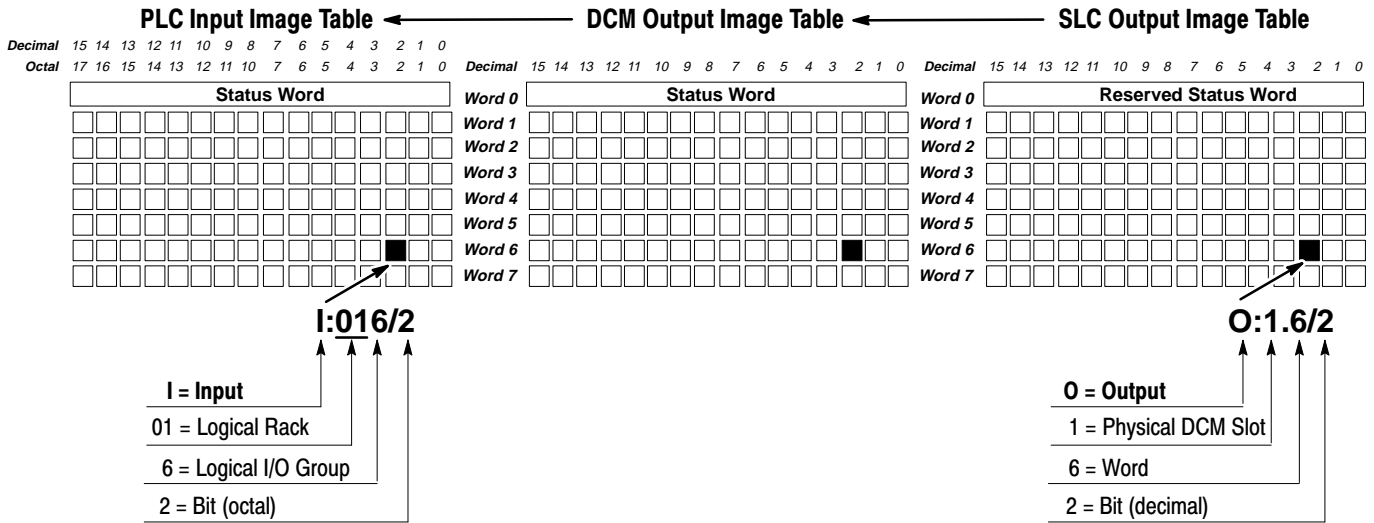 PLC Input Image Table DCM Output Image Table SLC Output Image Table
Decimal 15 14 13 12 11 10 9 8 7 6 5 4 3 2 1 0
Octal 17 16 15 14 13 12 11 10 7 6 5 4 3 2 1 0 Decimal 15 14 13 12 11 10 9 8 7 6 5 4 3 2 1 0 Decimal 15 14 13 12 11 10 9 8 7 6 5 4 3 2 1 0
Status Word Word 0 Status Word Word 0 Reserved Status Word
Word 1 Word 1
Word 2 Word 2
Word 3 Word 3
Word 4 Word 4
Word 5 Word 5
Word 6 Word 6
Word 7 Word 7
I:016/2 O:1.6/2
I = Input O = Output
01 = Logical Rack 1 = Physical DCM Slot
6 = Logical I/O Group 6 = Word
2 = Bit (octal) 2 = Bit (decimal)